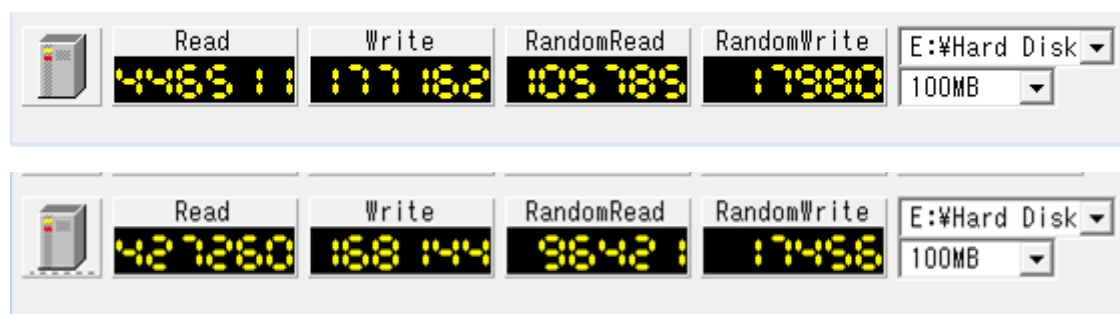 Read Write RandomRead RandomWrite E:¥Hard Disk
446511 177162 105785 17980 100MB
Read Write RandomRead RandomWrite E:¥Hard Disk
427260 168144 96421 17456 100MB